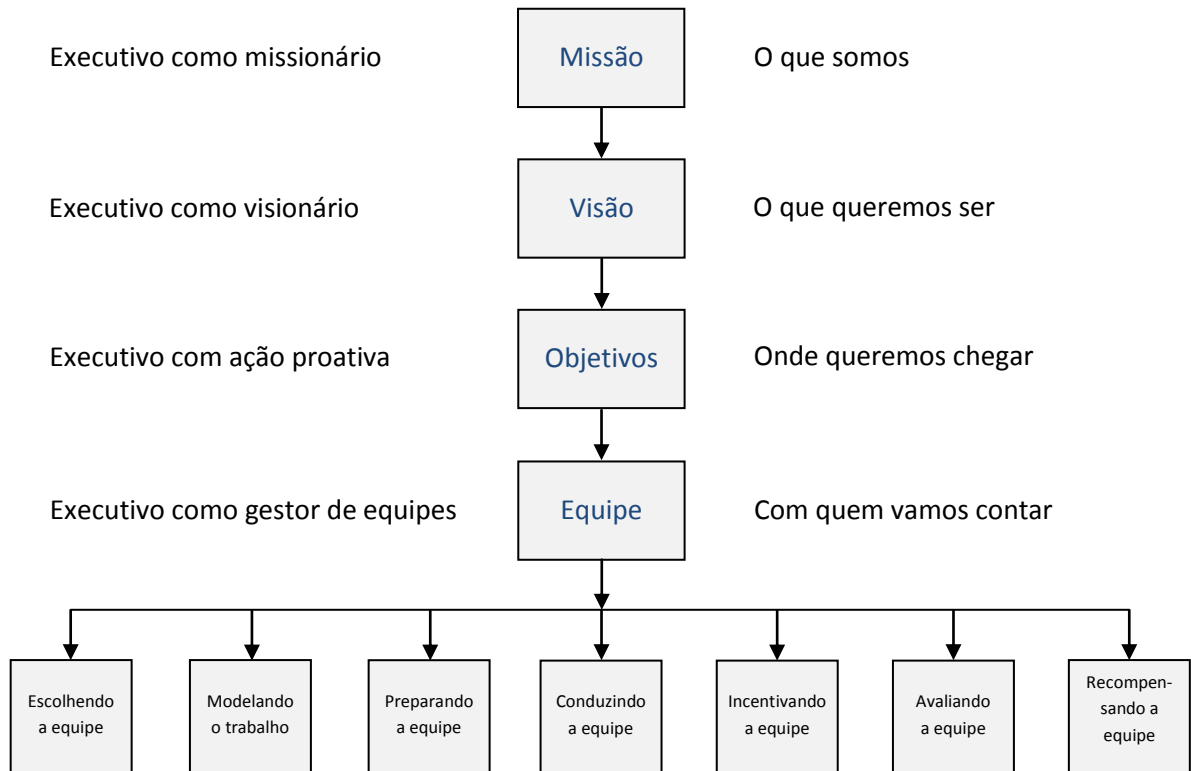 Executivo como missionário
Missão
O que somos
Executivo como visionário
Visão
O que queremos ser
Executivo com ação proativa
Objetivos
Onde queremos chegar
Executivo como gestor de equipes
Equipe
Com quem vamos contar
Escolhendo
a equipe
Modelando
o trabalho
Preparando
a equipe
Conduzindo
a equipe
Incentivando
a equipe
Avaliando
a equipe
Recompen-
sando a
equipe